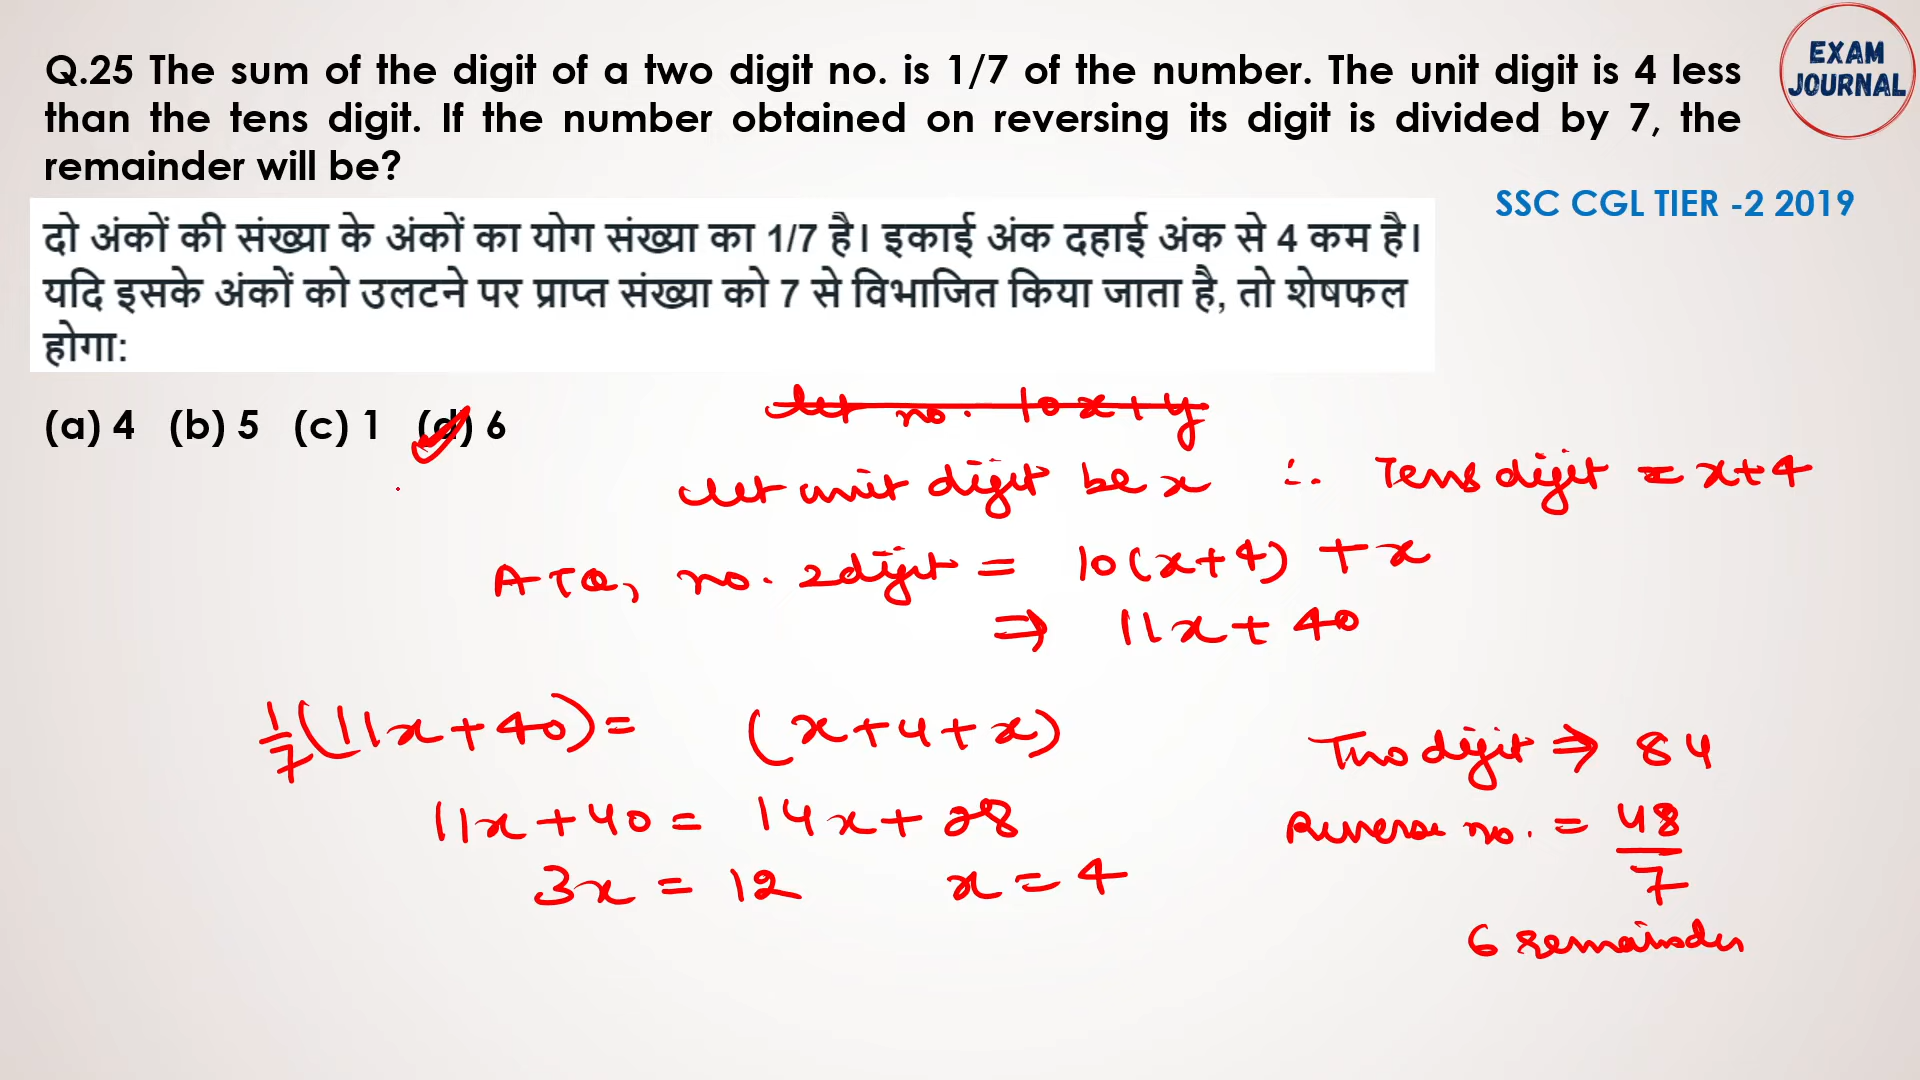 Q.25 The sum of the digit of a two digit no. is 1/7 of the number. The unit digit is 4 less
than the tens digit. If the number obtained on reversing its digit is divided by 7, the
remainder will be?
EXAM
JOURNAL
SSC CGL TIER -2 2019
दो अंकों की संख्या के अंकों का योग संख्या का 1/7 है। इकाई अंक दहाई अंक से 4 कम है।
यदि इसके अंकों को उलटने पर प्राप्त संख्या को 7 से विभाजित किया जाता है, तो शेषफल
होगा:
(a) 4 (b) 5 (c) 1 (d) 6
let no. 10x+y
let unit digit be x ∴ Tens digit = x+4
ATQ, no. 2digit = 10(x+4) + x
⇒ 11x + 40
1/7(11x+40) = (x+4+x)
11x+40 = 14x+28
3x = 12 x = 4
Two digit ⇒ 84
Reverse no. = 48/7
6 remainder